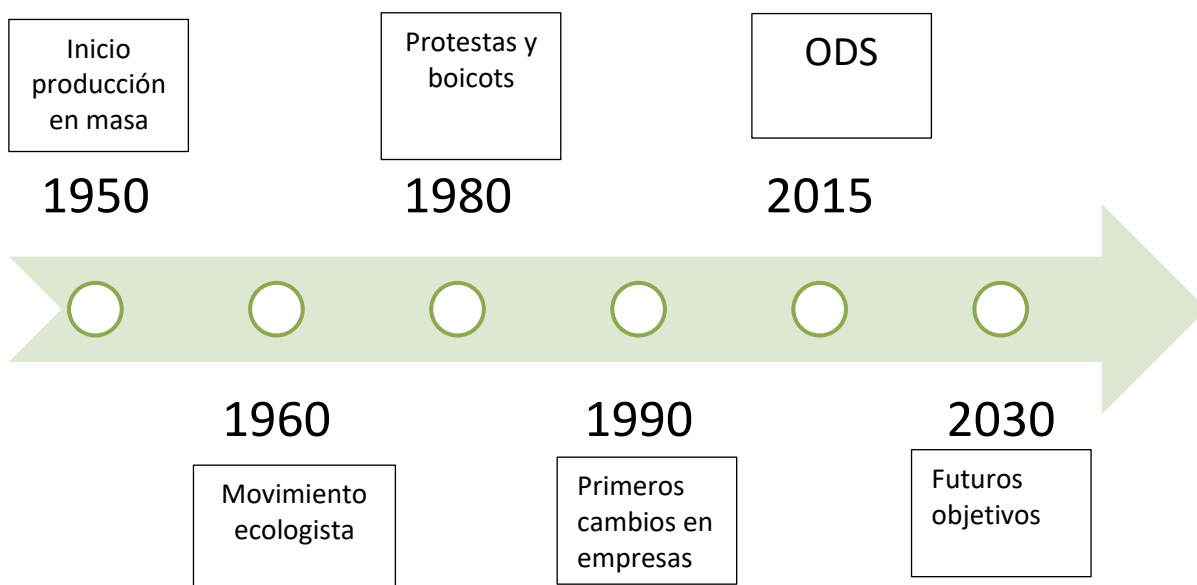 Inicio
producción
en masa
1950
Protestas y
boicots
1980
ODS
2015
1960
Movimiento
ecologista
1990
Primeros
cambios en
empresas
2030
Futuros
objetivos